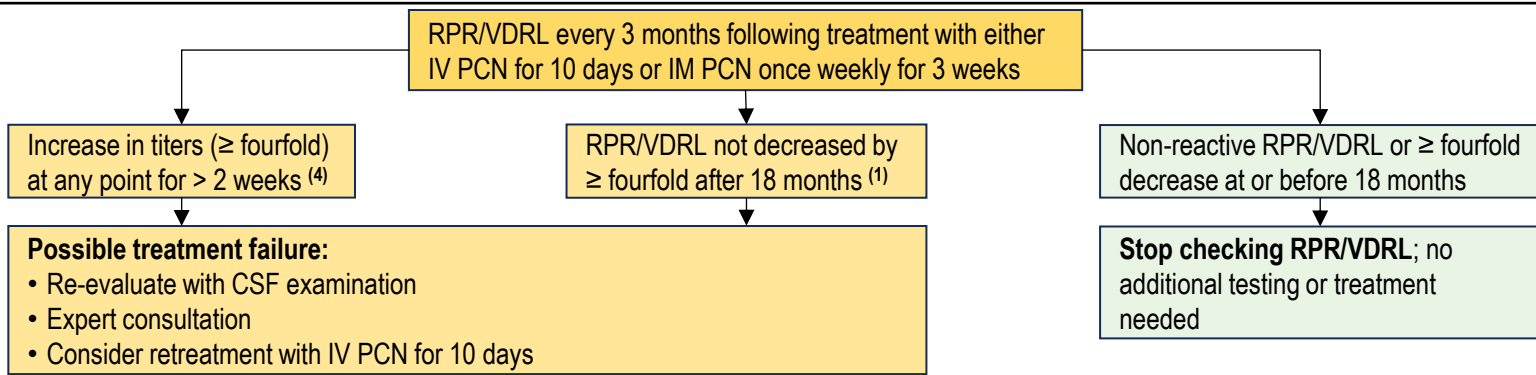 RPR/VDRL every 3 months following treatment with either
IV PCN for 10 days or IM PCN once weekly for 3 weeks
Increase in titers (≥ fourfold)
at any point for > 2 weeks (4)
RPR/VDRL not decreased by
≥ fourfold after 18 months (1)
Non-reactive RPR/VDRL or ≥ fourfold
decrease at or before 18 months
Possible treatment failure:
• Re-evaluate with CSF examination
• Expert consultation
• Consider retreatment with IV PCN for 10 days
Stop checking RPR/VDRL; no
additional testing or treatment
needed